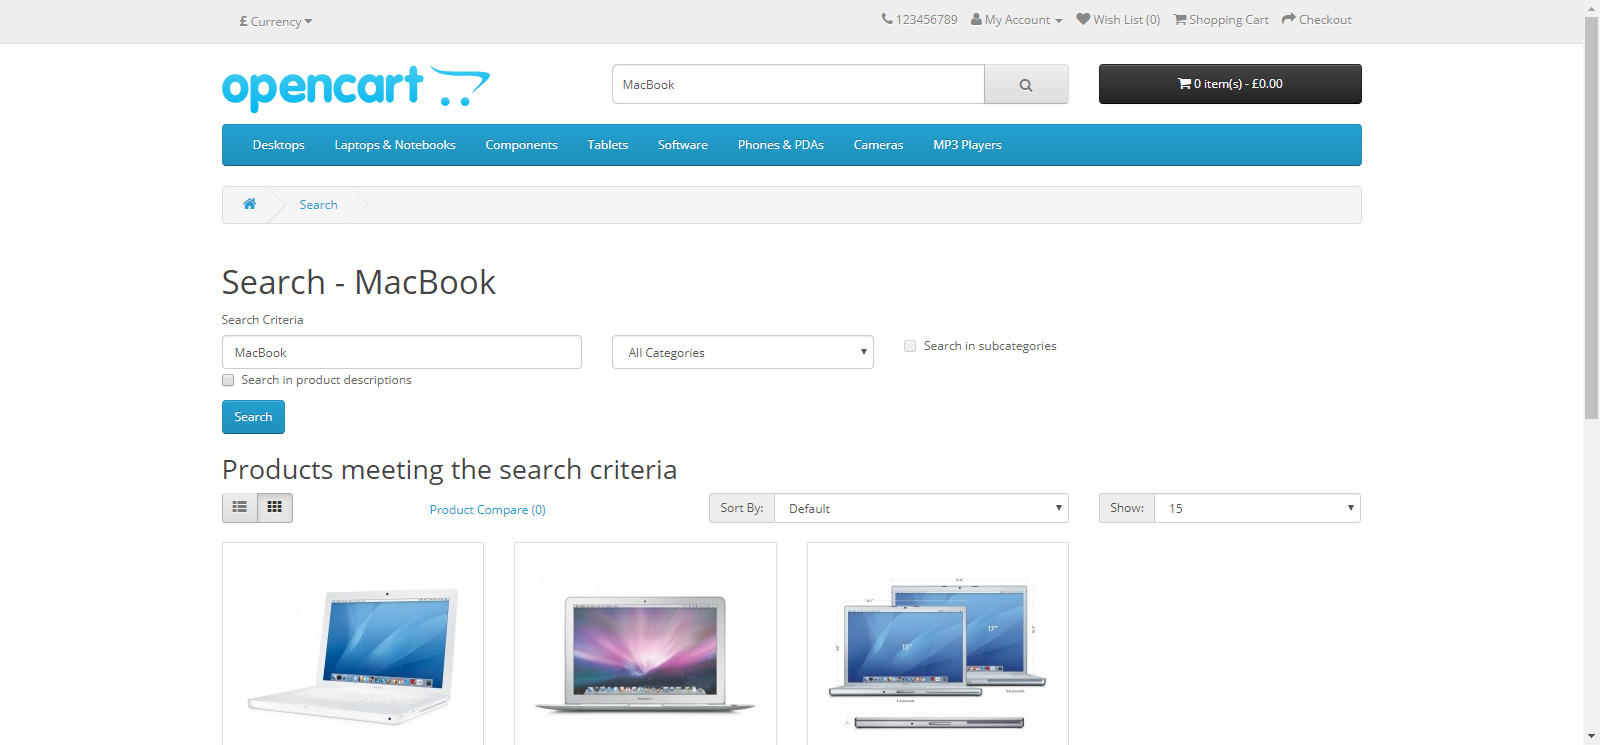 £ Currency
123456789 My Account Wish List (0) Shopping Cart Checkout
opencart
MacBook
0 item(s) - £0.00
Desktops Laptops & Notebooks Components Tablets Software Phones & PDAs Cameras MP3 Players
Search
Search - MacBook
Search Criteria
MacBook
All Categories
Search in subcategories
Search in product descriptions
Search
Products meeting the search criteria
Product Compare (0)
Sort By: Default
Show: 15
15"
17"